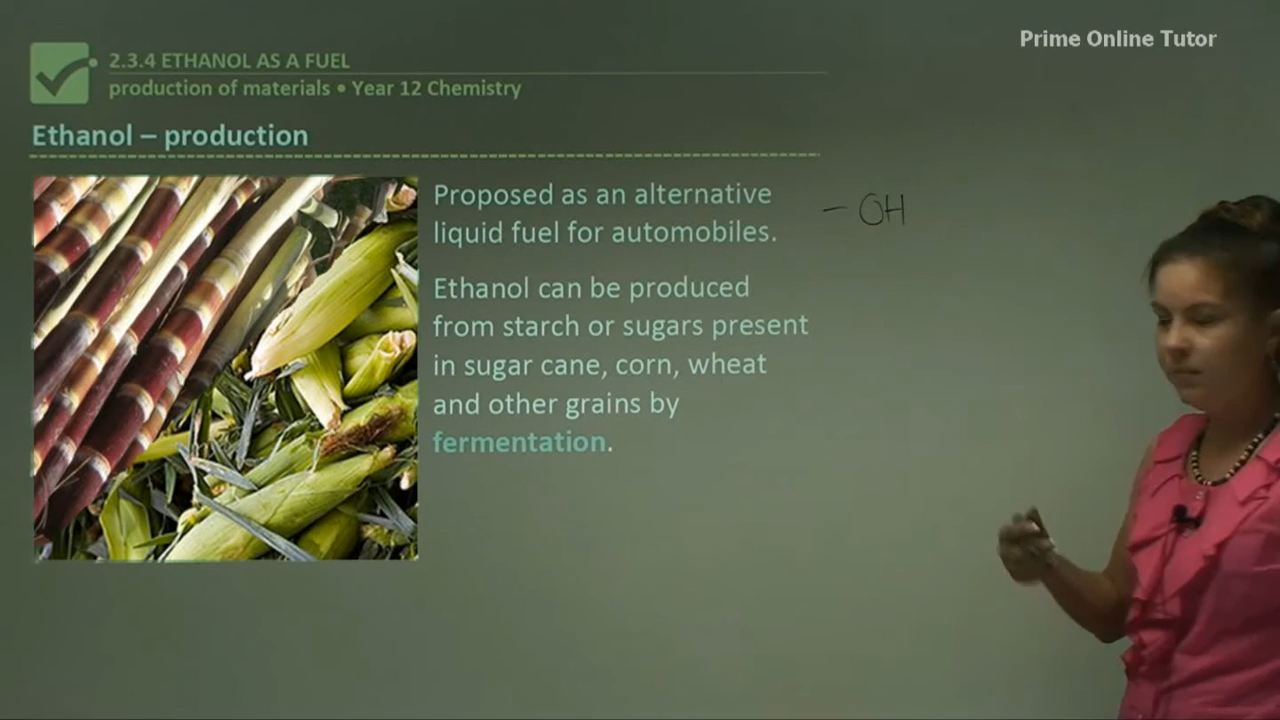 Prime Online Tutor
2.3.4 ETHANOL AS A FUEL
production of materials • Year 12 Chemistry
Ethanol – production
Proposed as an alternative
liquid fuel for automobiles.
– OH
Ethanol can be produced
from starch or sugars present
in sugar cane, corn, wheat
and other grains by
fermentation.